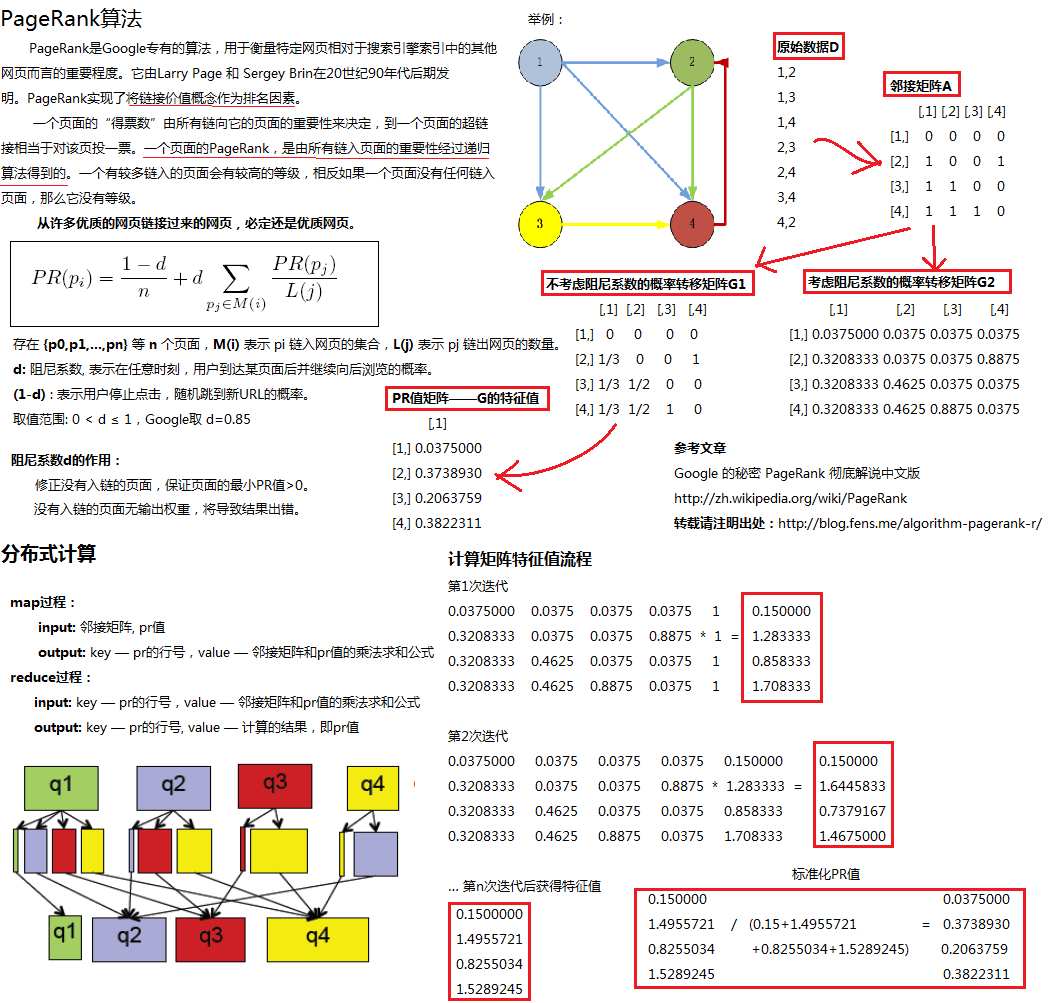 PageRank算法
PageRank是Google专有的算法，用于衡量特定网页相对于搜索引擎索引中的其他
网页而言的重要程度。它由Larry Page 和 Sergey Brin在20世纪90年代后期发
明。PageRank实现了将链接价值概念作为排名因素。
一个页面的“得票数”由所有链向它的页面的重要性来决定，到一个页面的超链
接相当于对该页投一票。一个页面的PageRank，是由所有链入页面的重要性经过递归
算法得到的。一个有较多链入的页面会有较高的等级，相反如果一个页面没有任何链入
页面，那么它没有等级。
从许多优质的网页链接过来的网页，必定还是优质网页。
PR(p_i) = \frac{1-d}{n} + d \sum_{p_j \in M(i)} \frac{PR(p_j)}{L(j)}
存在 {p0,p1,...,pn} 等 n 个页面，M(i) 表示 pi 链入网页的集合，L(j) 表示 pj 链出网页的数量。
d: 阻尼系数, 表示在任意时刻，用户到达某页面后并继续向后浏览的概率。
(1-d)：表示用户停止点击，随机跳到新URL的概率。
取值范围: 0 < d ≤ 1，Google取 d=0.85
阻尼系数d的作用：
修正没有入链的页面，保证页面的最小PR值>0。
没有入链的页面无输出权重，将导致结果出错。
举例：
1
2
3
4
原始数据D
1,2
1,3
1,4
2,3
2,4
3,4
4,2
邻接矩阵A
[,1] [,2] [,3] [,4]
[1,] 0 0 0 0
[2,] 1 0 0 1
[3,] 1 1 0 0
[4,] 1 1 1 0
不考虑阻尼系数的概率转移矩阵G1
[,1] [,2] [,3] [,4]
[1,] 0 0 0 0
[2,] 1/3 0 0 1
[3,] 1/3 1/2 0 0
[4,] 1/3 1/2 1 0
考虑阻尼系数的概率转移矩阵G2
[,1] [,2] [,3] [,4]
[1,] 0.0375000 0.0375 0.0375 0.0375
[2,] 0.3208333 0.0375 0.0375 0.8875
[3,] 0.3208333 0.4625 0.0375 0.0375
[4,] 0.3208333 0.4625 0.8875 0.0375
PR值矩阵——G的特征值
[,1]
[1,] 0.0375000
[2,] 0.3738930
[3,] 0.2063759
[4,] 0.3822311
参考文章
Google 的秘密 PageRank 彻底解说中文版
http://zh.wikipedia.org/wiki/PageRank
转载请注明出处：http://blog.fens.me/algorithm-pagerank-r/
分布式计算
map过程：
input: 邻接矩阵, pr值
output: key — pr的行号，value — 邻接矩阵和pr值的乘法求和公式
reduce过程：
input: key — pr的行号，value — 邻接矩阵和pr值的乘法求和公式
output: key — pr的行号, value — 计算的结果，即pr值
q1 q2 q3 q4
q1 q2 q3 q4
计算矩阵特征值流程
第1次迭代
0.0375000 0.0375 0.0375 0.0375 1 0.150000
0.3208333 0.0375 0.0375 0.8875 * 1 = 1.283333
0.3208333 0.4625 0.0375 0.0375 1 0.858333
0.3208333 0.4625 0.8875 0.0375 1 1.708333
第2次迭代
0.0375000 0.0375 0.0375 0.0375 0.150000 0.150000
0.3208333 0.0375 0.0375 0.8875 * 1.283333 = 1.6445833
0.3208333 0.4625 0.0375 0.0375 0.858333 0.7379167
0.3208333 0.4625 0.8875 0.0375 1.708333 1.4675000
... 第n次迭代后获得特征值
0.1500000
1.4955721
0.8255034
1.5289245
标准化PR值
0.150000 0.0375000
1.4955721 / (0.15+1.4955721 = 0.3738930
0.8255034 +0.8255034+1.5289245) 0.2063759
1.5289245 0.3822311